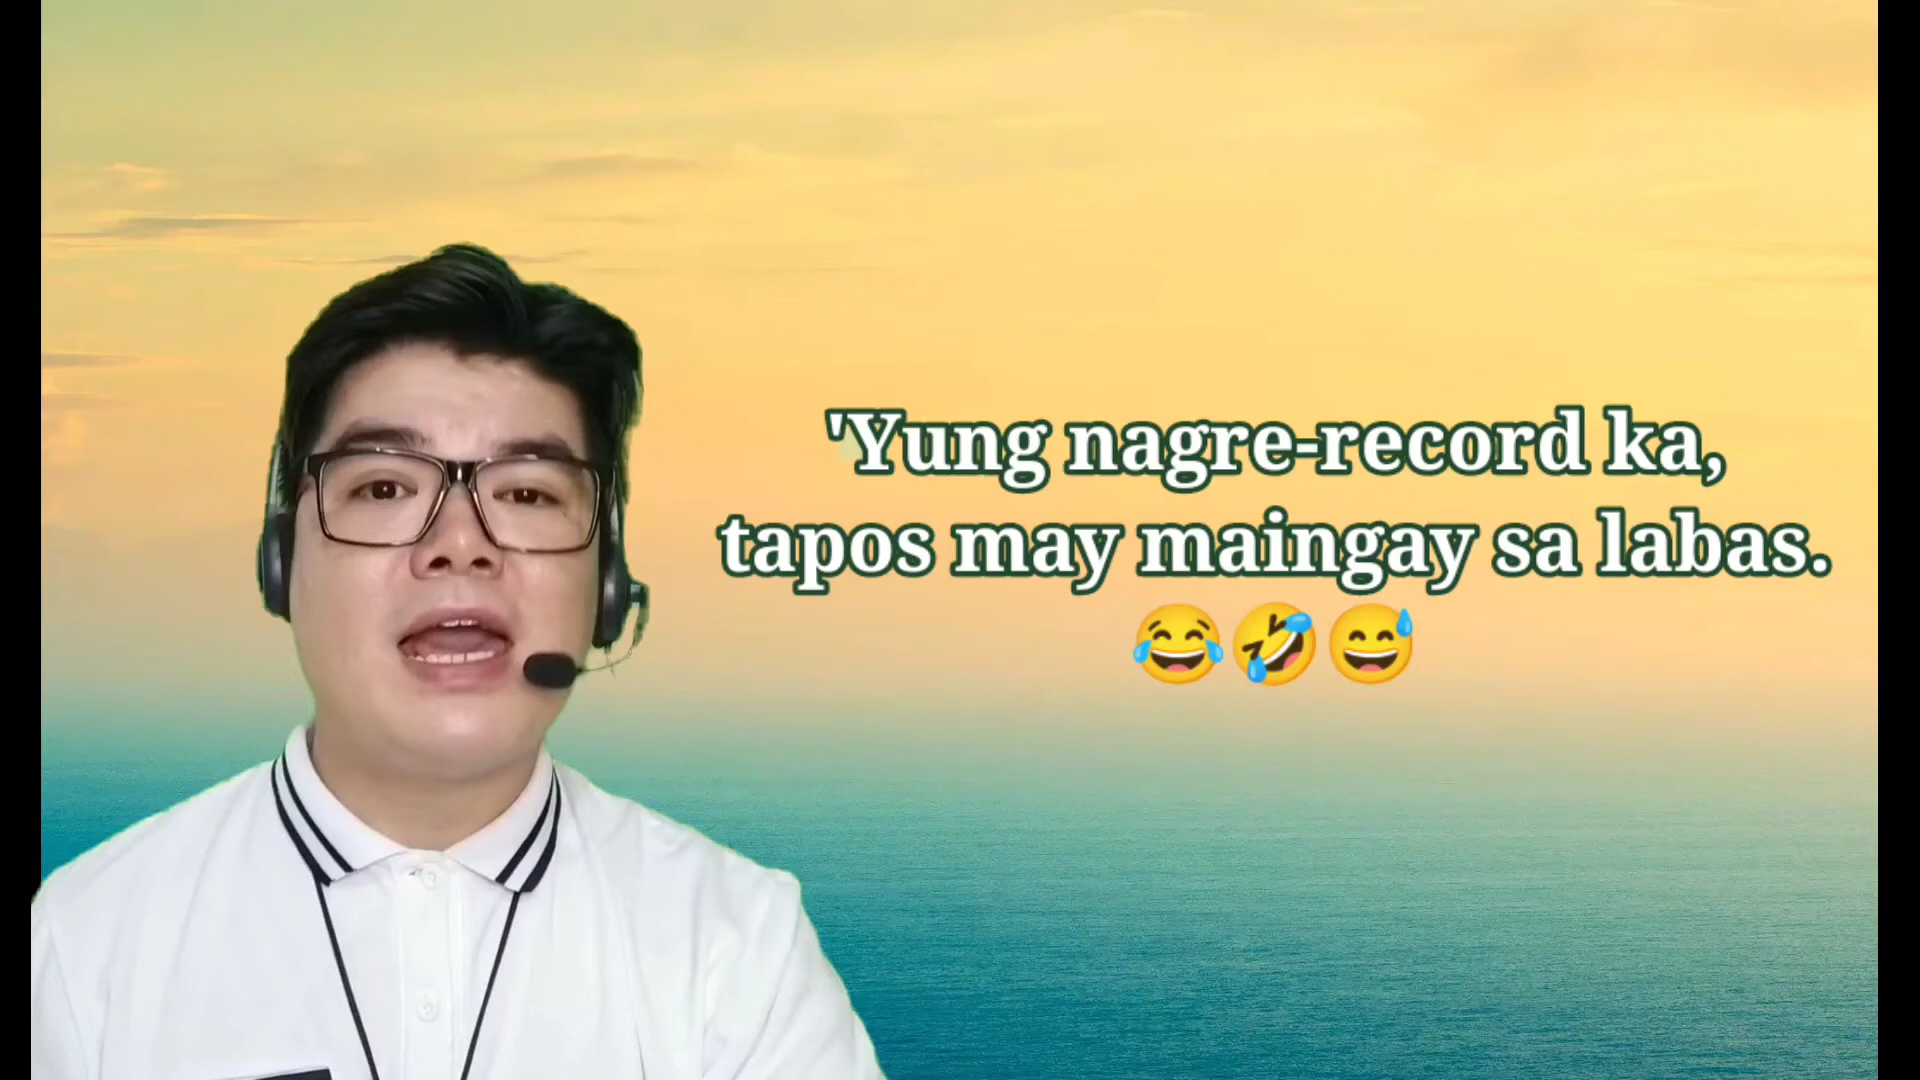 'Yung nagre-record ka,
tapos may maingay sa labas.
😂🤣😅